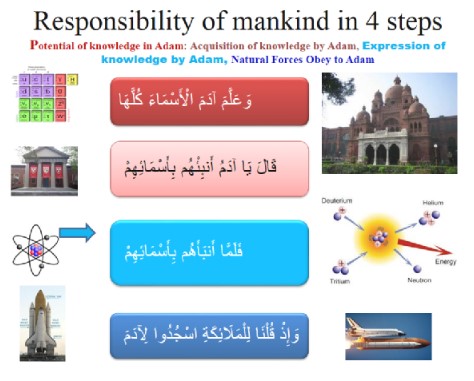 Responsibility of mankind in 4 steps
Potential of knowledge in Adam: Acquisition of knowledge by Adam, Expression of
knowledge by Adam, Natural Forces Obey to Adam
وَعَلَّمَ آدَمَ الْأَسْمَاءَ كُلَّهَا
قَالَ يَا آدَمُ أَنبِئْهُم بِأَسْمَائِهِمْ
فَلَمَّا أَنبَأَهُم بِأَسْمَائِهِمْ
وَإِذْ قُلْنَا لِلْمَلَائِكَةِ اسْجُدُوا لِآدَمَ
Deuterium
Helium
Energy
Tritium
Neutron